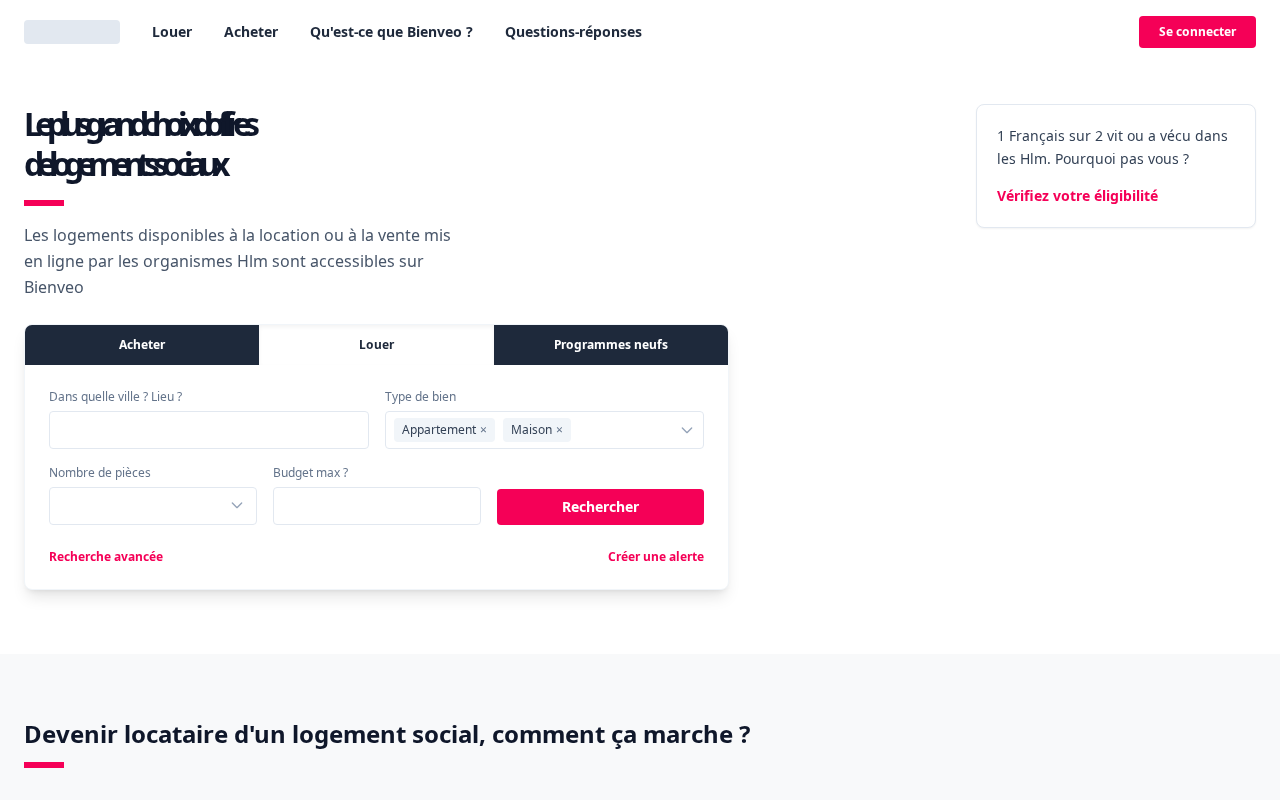 Louer
Acheter
Qu'est-ce que Bienveo ?
Questions-réponses
Se connecter
Le plus grand choix d'offres
de logements sociaux
Les logements disponibles à la location ou à la vente mis
en ligne par les organismes Hlm sont accessibles sur
Bienveo
1 Français sur 2 vit ou a vécu dans
les Hlm. Pourquoi pas vous ?
Vérifiez votre éligibilité
Acheter
Louer
Programmes neufs
Dans quelle ville ? Lieu ?
Type de bien
Appartement ×
Maison ×
Nombre de pièces
Budget max ?
Rechercher
Recherche avancée
Créer une alerte
Devenir locataire d'un logement social, comment ça marche ?